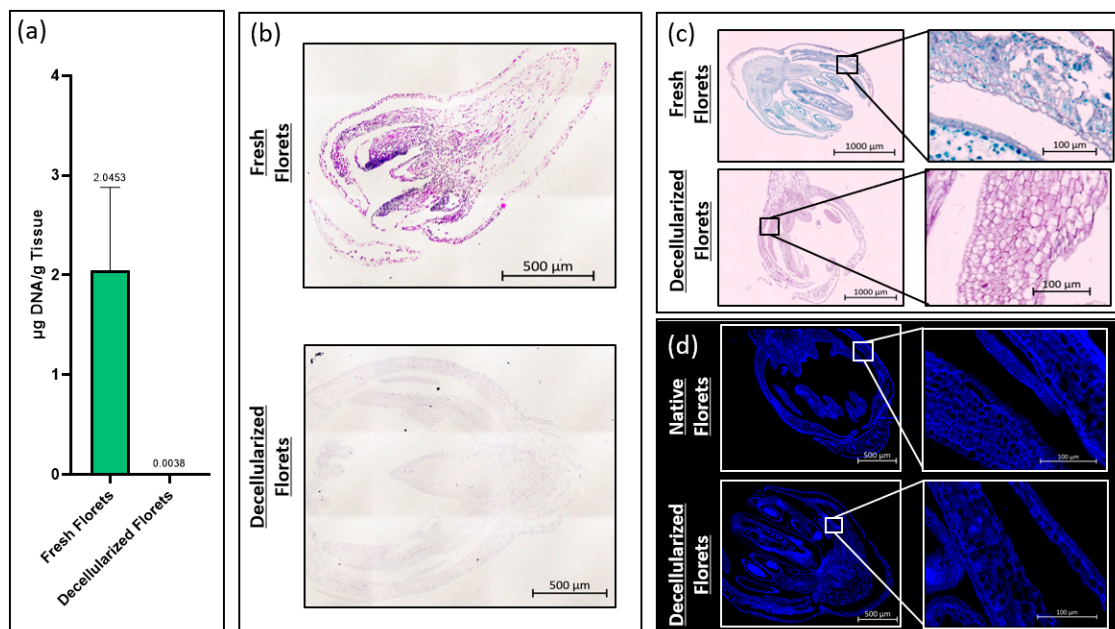 (a)
µg DNA/g Tissue
4
3
2
1
0
2.0453
0.0038
Fresh Florets
Decellularized Florets
(b)
Fresh
Florets
500 µm
Decellularized
Florets
500 µm
(c)
Fresh
Florets
1000 µm
100 µm
Decellularized
Florets
1000 µm
100 µm
(d)
Native
Florets
500 µm
100 µm
Decellularized
Florets
500 µm
100 µm